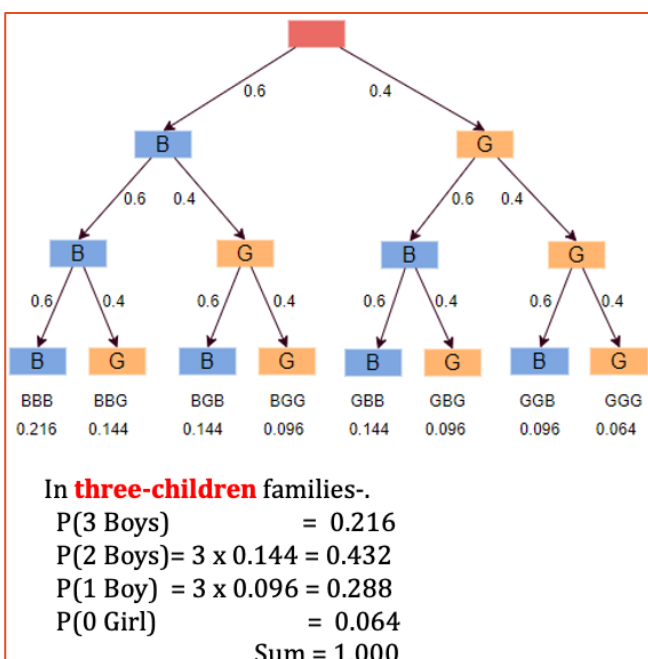 0.6 0.4
B G
0.6 0.4 0.6 0.4
B G B G
0.6 0.4 0.6 0.4 0.6 0.4 0.6 0.4
B G B G B G B G
BBB BBG BGB BGG GBB GBG GGB GGG
0.216 0.144 0.144 0.096 0.144 0.096 0.096 0.064
In three-children families-.
P(3 Boys) = 0.216
P(2 Boys)= 3 x 0.144 = 0.432
P(1 Boy) = 3 x 0.096 = 0.288
P(0 Girl) = 0.064
Sum = 1.000